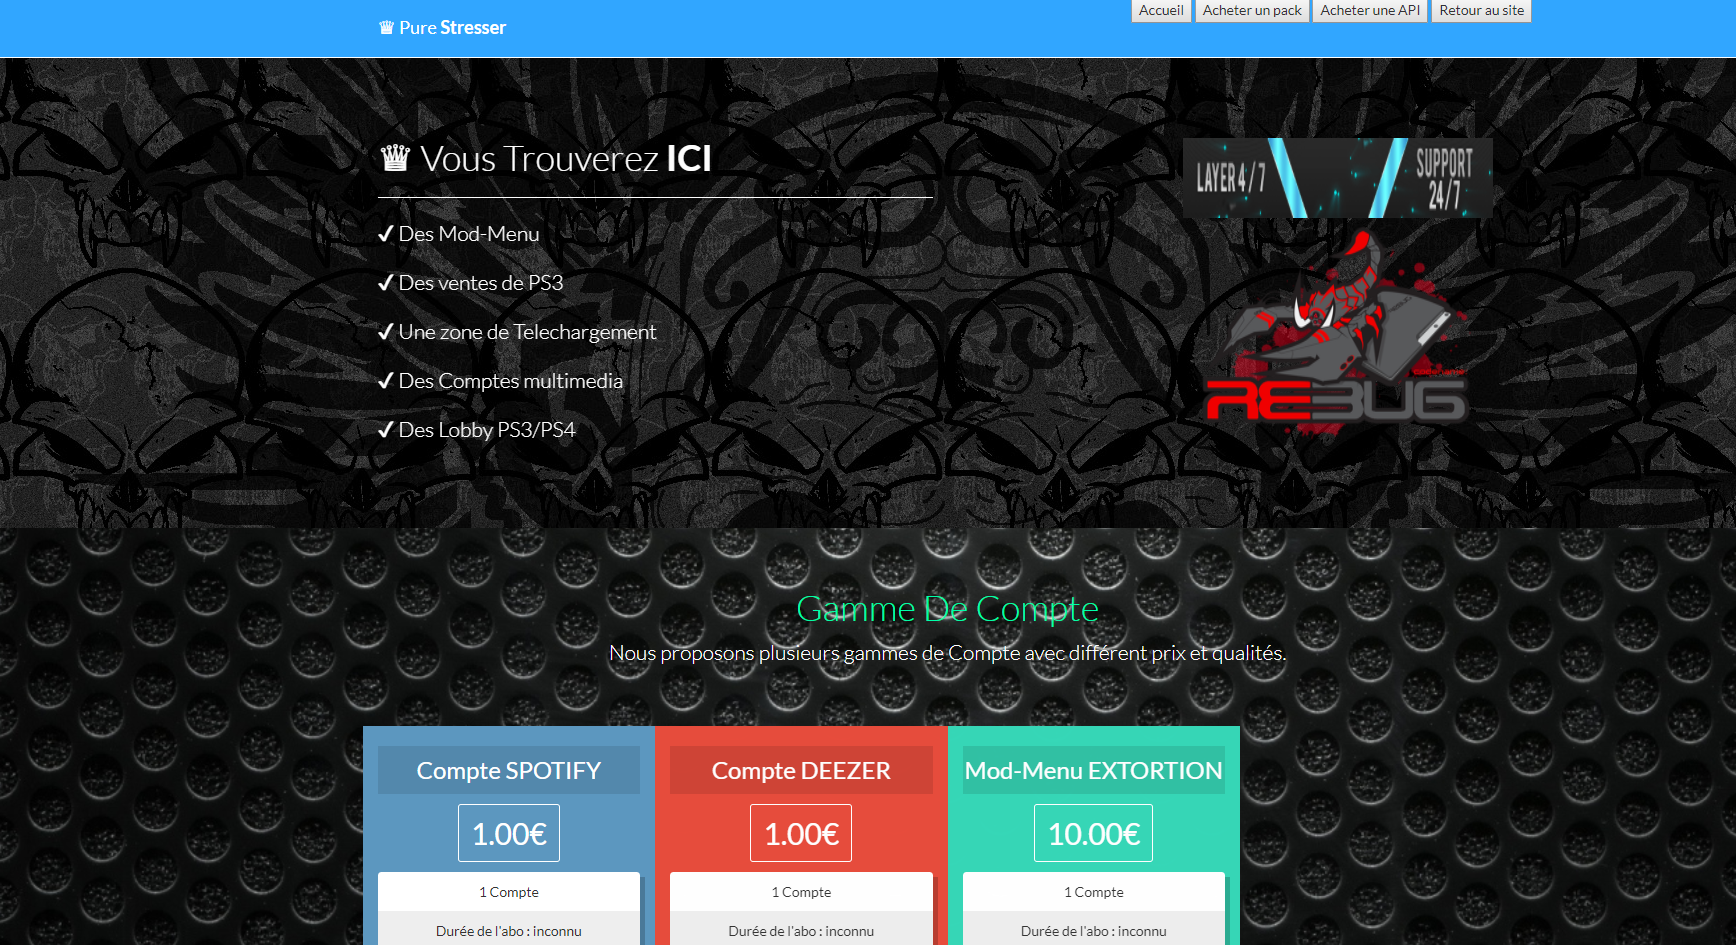 ♛ Pure Stresser
Accueil
Acheter un pack
Acheter une API
Retour au site
♛ Vous Trouverez ICI
✔ Des Mod-Menu
✔ Des ventes de PS3
✔ Une zone de Telechargement
✔ Des Comptes multimedia
✔ Des Lobby PS3/PS4
LAYER 4 / 7
SUPPORT
24/7
REBUG
Gamme De Compte
Nous proposons plusieurs gammes de Compte avec différent prix et qualités.
Compte SPOTIFY
1.00€
1 Compte
Durée de l'abo : inconnu
Compte DEEZER
1.00€
1 Compte
Durée de l'abo : inconnu
Mod-Menu EXTORTION
10.00€
1 Compte
Durée de l'abo : inconnu